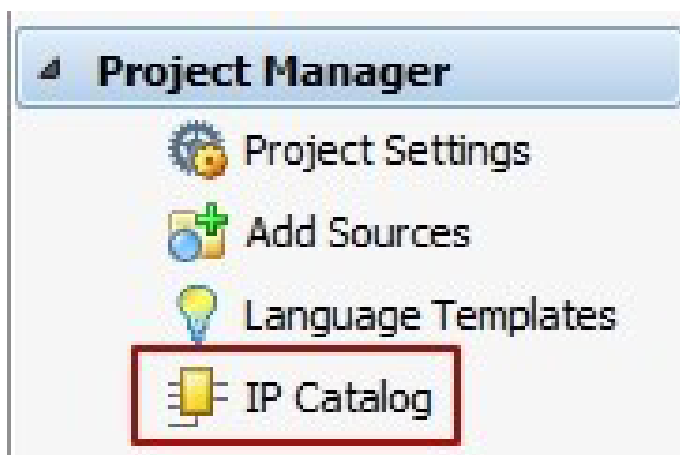 Project Manager
Project Settings
Add Sources
Language Templates
IP Catalog